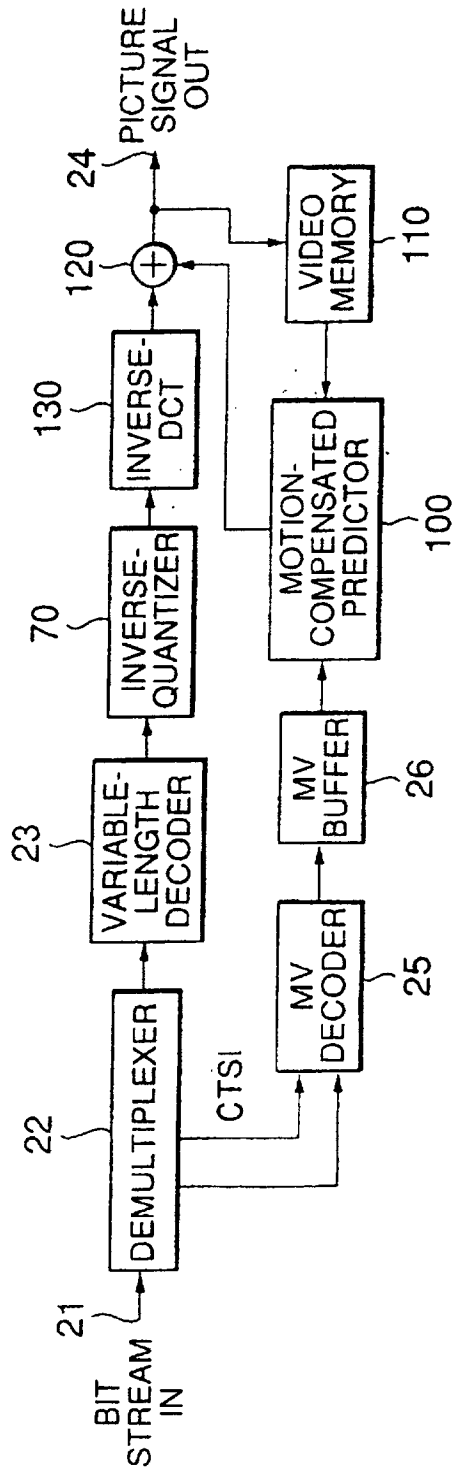 BIT
STREAM
IN
21
22
DEMULTIPLEXER
CTSI
23
VARIABLE-
LENGTH
DECODER
70
INVERSE-
QUANTIZER
130
INVERSE-
DCT
120
+
24
PICTURE
SIGNAL
OUT
MV
DECODER
25
MV
BUFFER
26
MOTION-
COMPENSATED
PREDICTOR
100
VIDEO
MEMORY
110